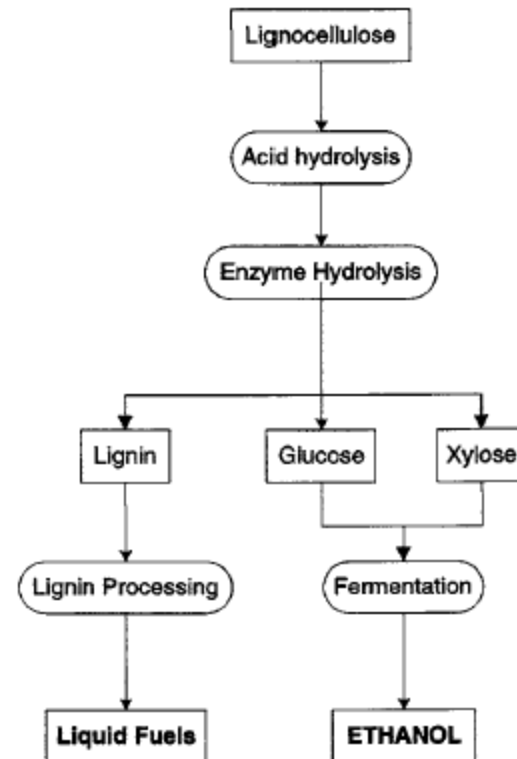 Lignocellulose
Acid hydrolysis
Enzyme Hydrolysis
Lignin
Glucose
Xylose
Lignin Processing
Fermentation
Liquid Fuels
ETHANOL